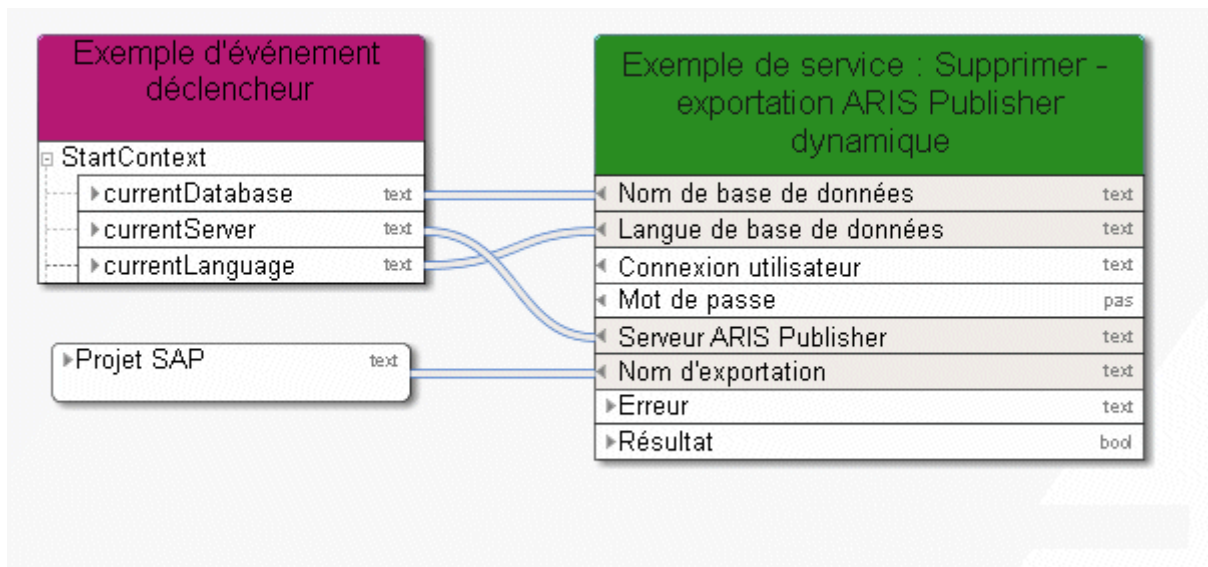 Exemple d'événement
déclencheur
StartContext
currentDatabase text
currentServer text
currentLanguage text
Projet SAP text
Exemple de service : Supprimer -
exportation ARIS Publisher
dynamique
Nom de base de données text
Langue de base de données text
Connexion utilisateur text
Mot de passe pas
Serveur ARIS Publisher text
Nom d'exportation text
Erreur text
Résultat bool